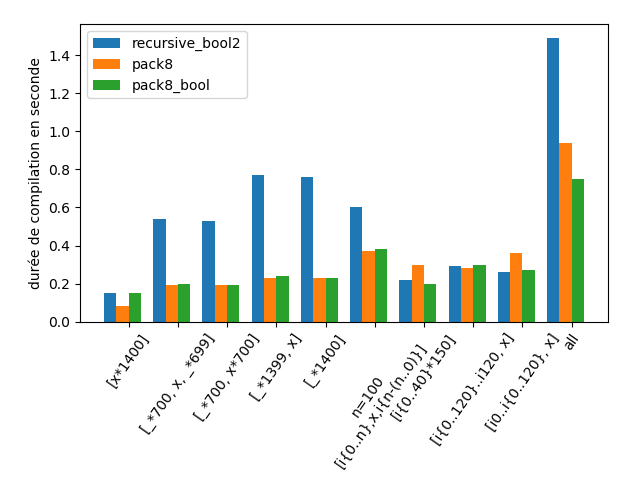 durée de compilation en seconde
1.4
1.2
1.0
0.8
0.6
0.4
0.2
0.0
recursive_bool2
pack8
pack8_bool
[x*1400]
[_*700, x, _*699]
[_*700, x*700]
[_*1399, x]
[_*1400]
n=100
[i{0..n},x,i{n-(n..0)}]
[i{0..40}*150]
[i{0..120}..i120, x]
[i0..i{0..120}, x]
all